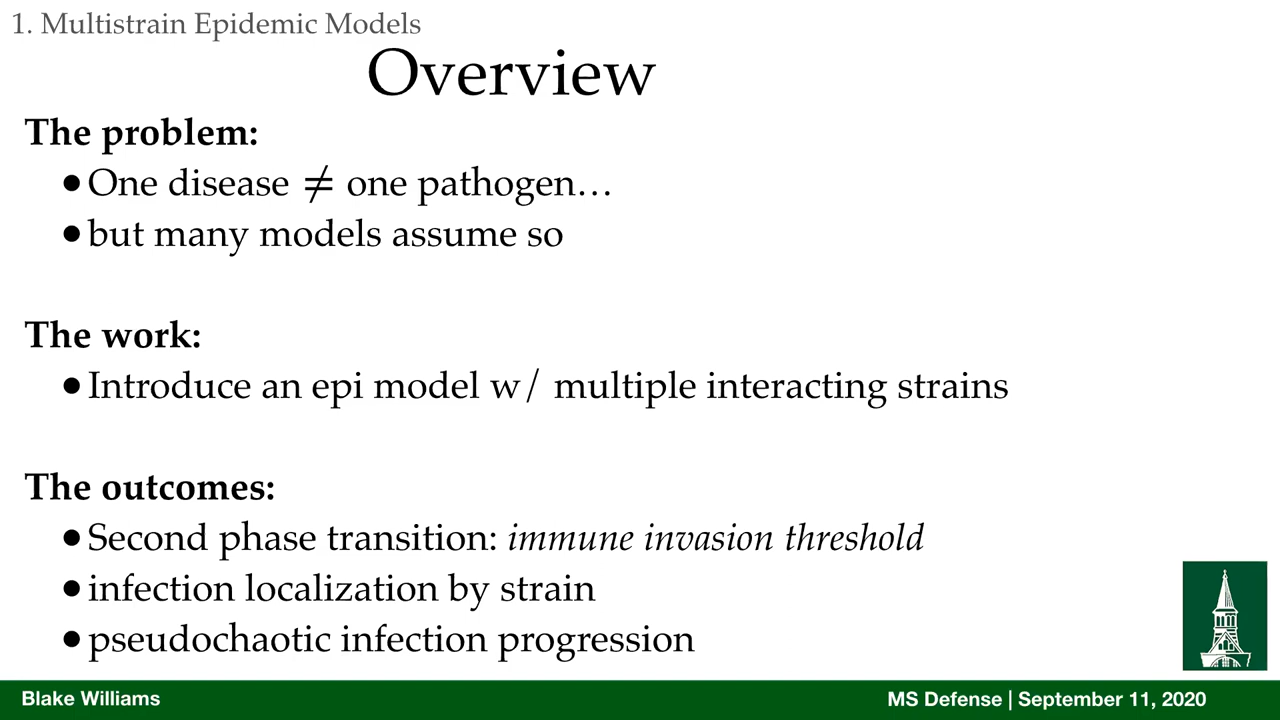 1. Multistrain Epidemic Models
Overview
The problem:
● One disease ≠ one pathogen…
● but many models assume so
The work:
● Introduce an epi model w/ multiple interacting strains
The outcomes:
● Second phase transition: immune invasion threshold
● infection localization by strain
● pseudochaotic infection progression
Blake Williams
MS Defense | September 11, 2020